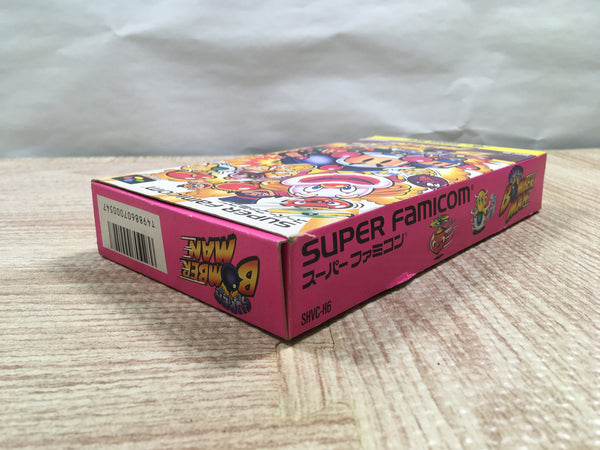 SUPER FAMICOM
T4988607000547
BOMBER
MAN
SUPER FAMICOM
スーパーファミコン
SHVC-H6
BOMBER
MAN